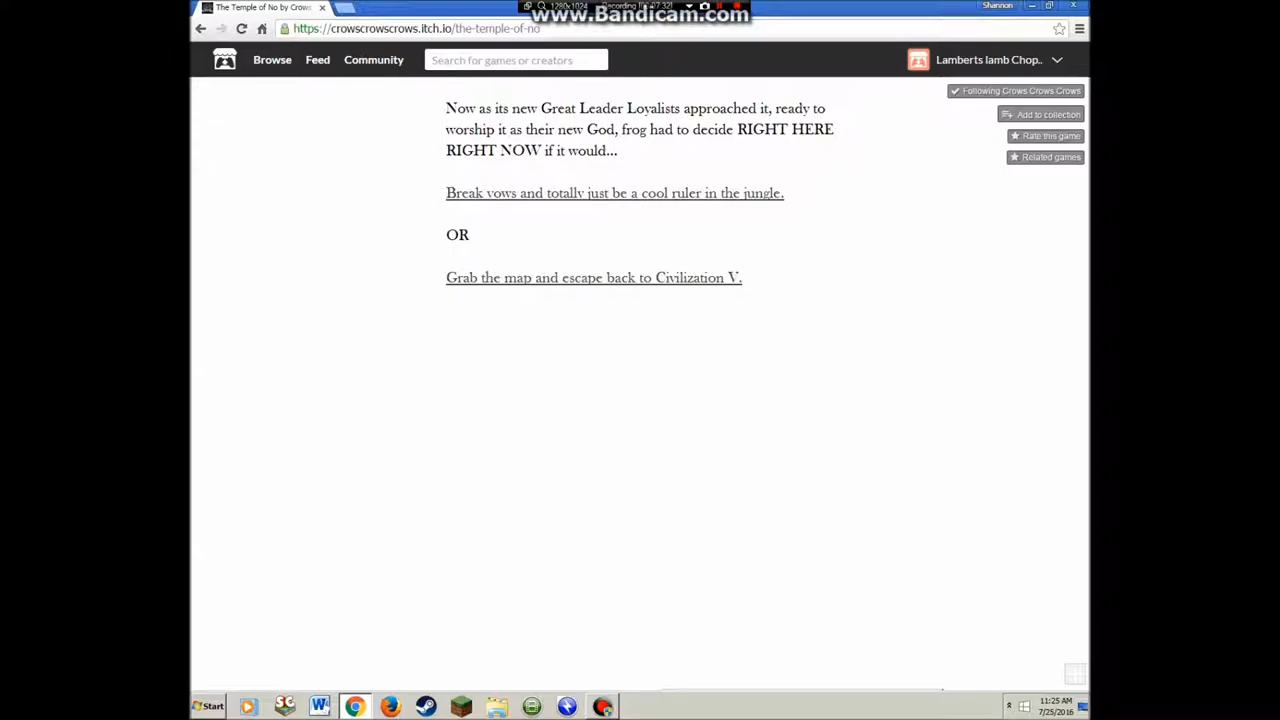 www.Bandicam.com
The Temple of No by Crows
1280x1024
Shannon
https://crowscrowscrows.itch.io/the-temple-of-no
Browse Feed Community
Search for games or creators
Lamberts lamb Chop..
Following Crows Crows Crows
Add to collection
Rate this game
Related games
Now as its new Great Leader Loyalists approached it, ready to
worship it as their new God, frog had to decide RIGHT HERE
RIGHT NOW if it would...
Break vows and totally just be a cool ruler in the jungle.
OR
Grab the map and escape back to Civilization V.
Start
11:25 AM
7/25/2016